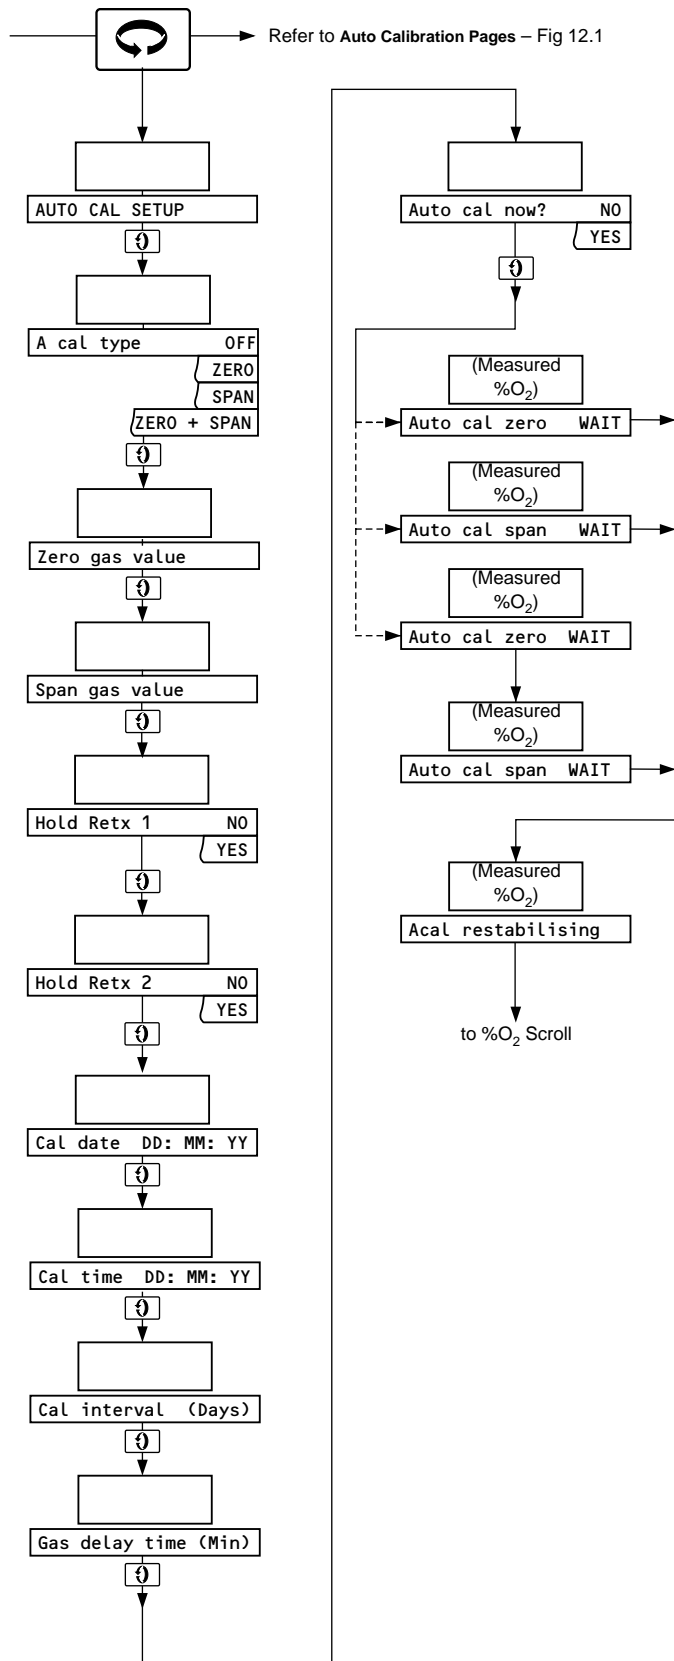 Refer to Auto Calibration Pages – Fig 12.1
AUTO CAL SETUP
A cal type OFF
ZERO
SPAN
ZERO + SPAN
Zero gas value
Span gas value
Hold Retx 1 NO
YES
Hold Retx 2 NO
YES
Cal date DD: MM: YY
Cal time DD: MM: YY
Cal interval (Days)
Gas delay time (Min)
Auto cal now? NO
YES
(Measured
%O₂)
Auto cal zero WAIT
(Measured
%O₂)
Auto cal span WAIT
(Measured
%O₂)
Auto cal zero WAIT
(Measured
%O₂)
Auto cal span WAIT
(Measured
%O₂)
Acal restabilising
to %O₂ Scroll